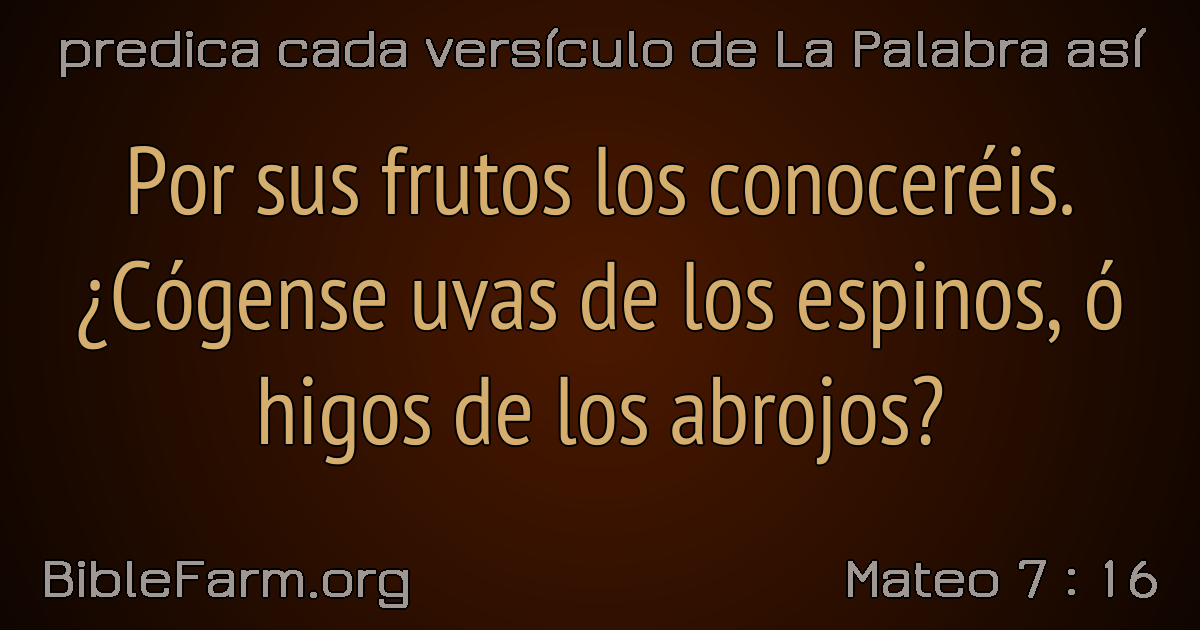 predica cada versículo de La Palabra así
Por sus frutos los conoceréis.
¿Cógense uvas de los espinos, ó
higos de los abrojos?
BibleFarm.org
Mateo 7 : 16